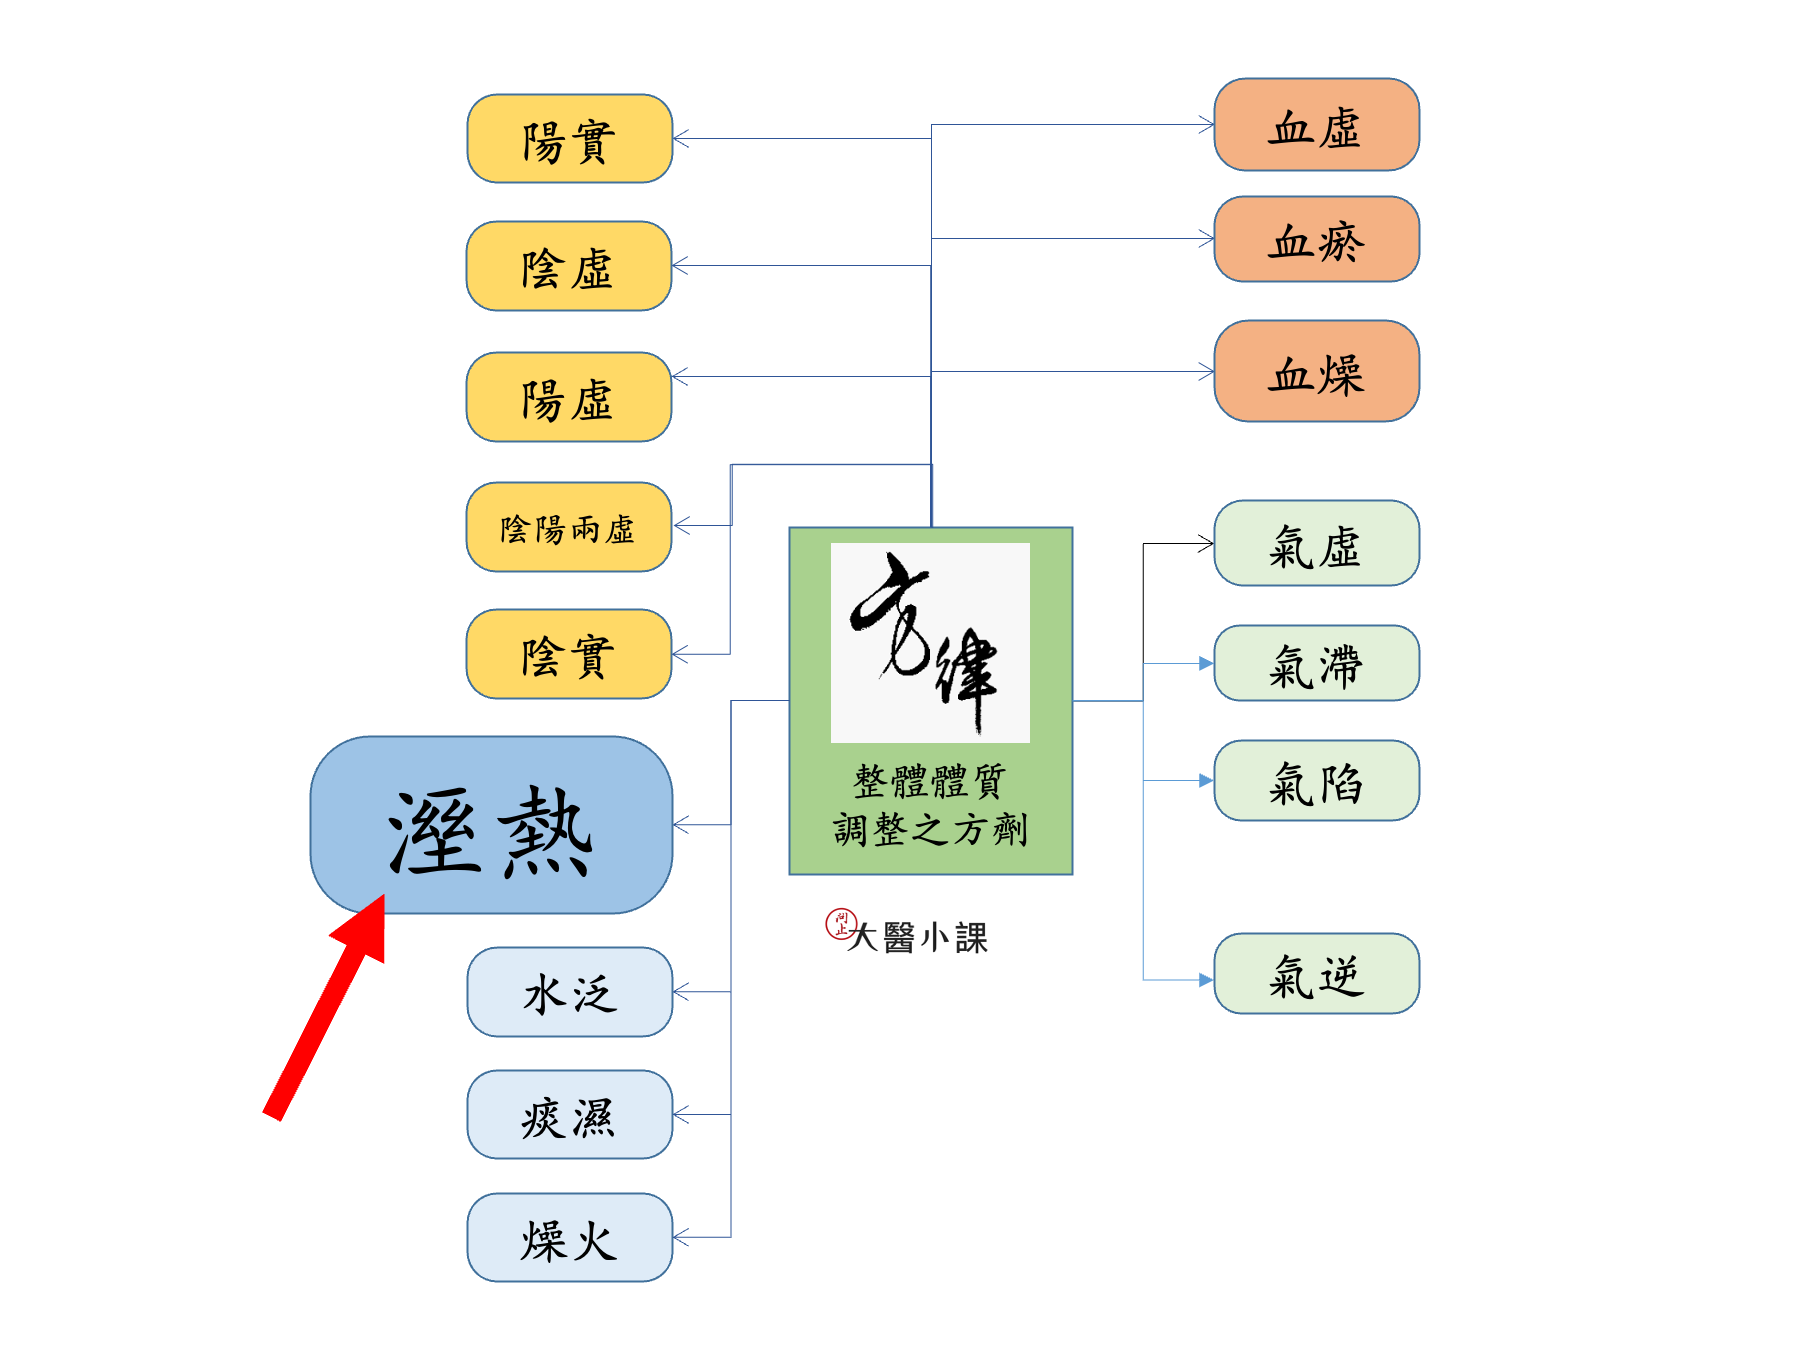 陽實
陰虛
陽虛
陰陽兩虛
陰實
溼熱
水泛
痰濕
燥火
方律
整體體質
調整之方劑
問止
大醫小課
血虛
血瘀
血燥
氣虛
氣滯
氣陷
氣逆